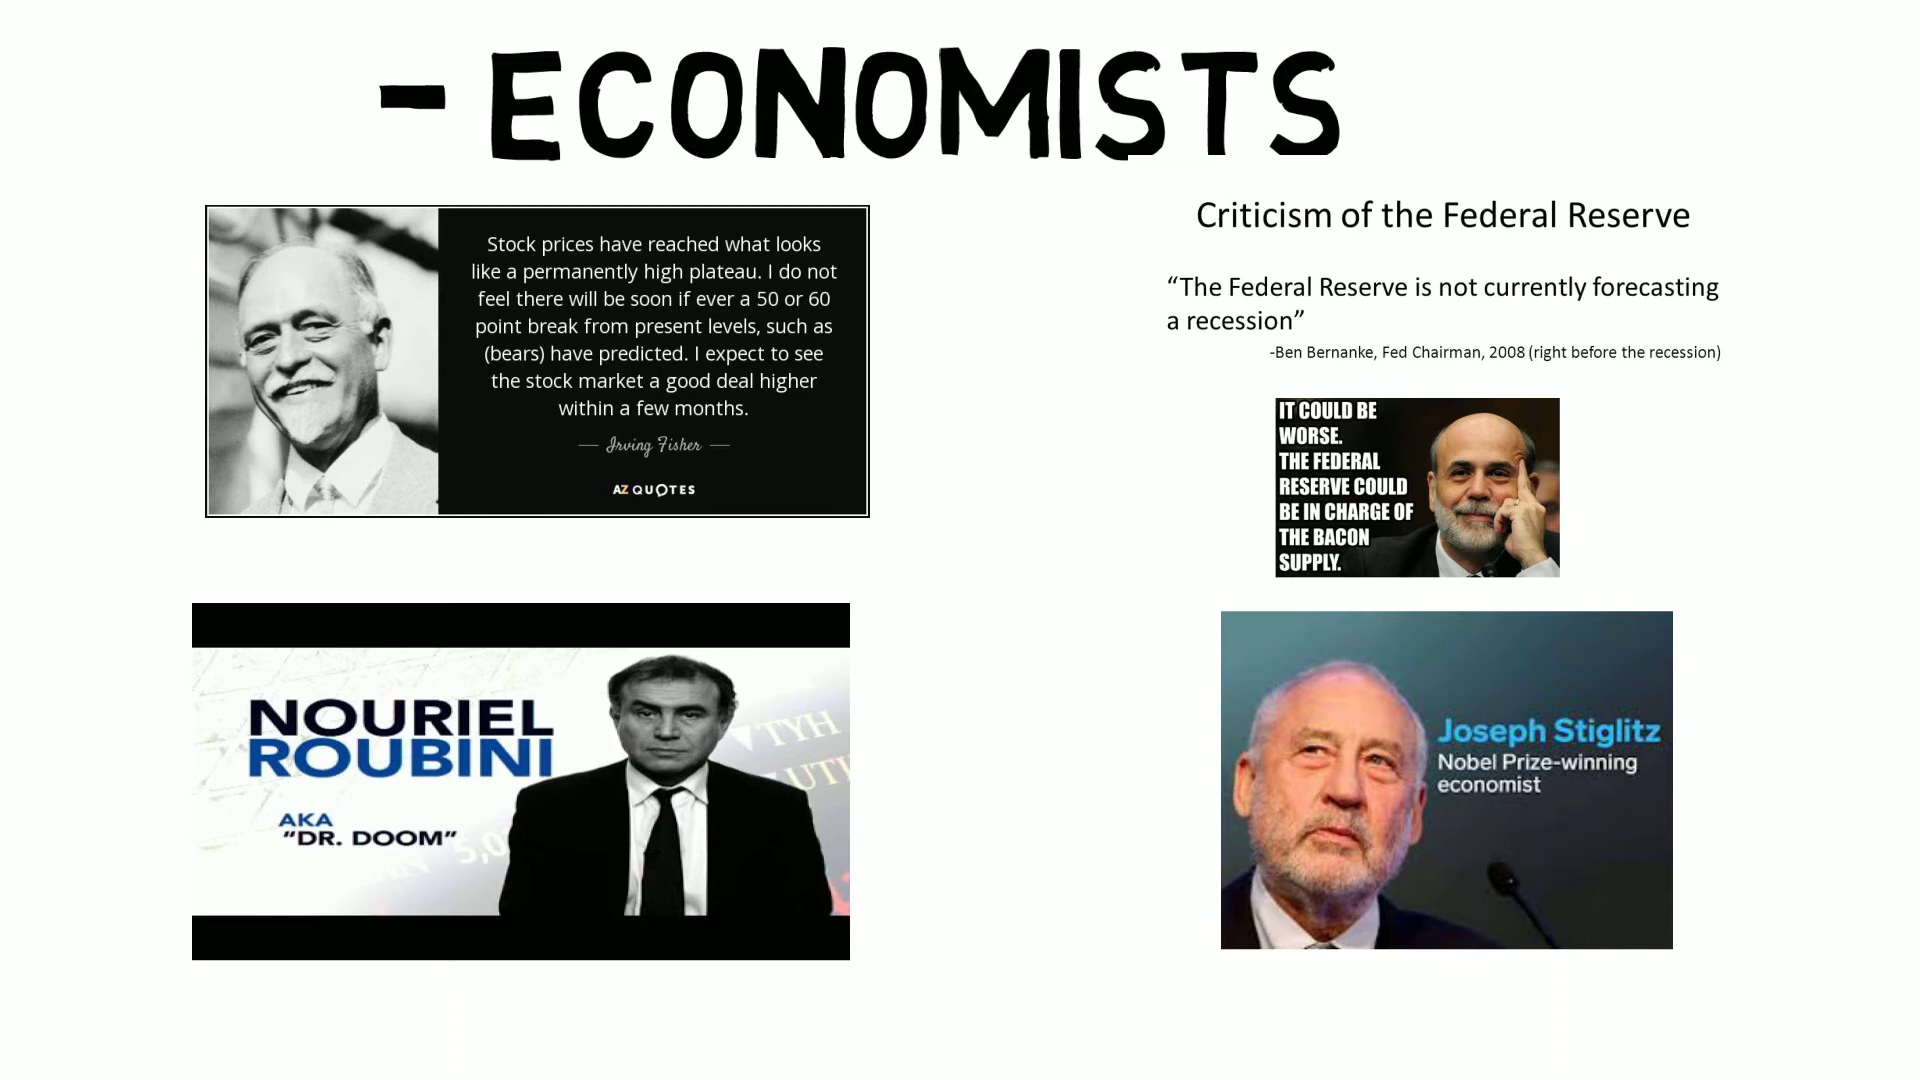 - ECONOMISTS
Stock prices have reached what looks
like a permanently high plateau. I do not
feel there will be soon if ever a 50 or 60
point break from present levels, such as
(bears) have predicted. I expect to see
the stock market a good deal higher
within a few months.
— Irving Fisher —
AZ QUOTES
Criticism of the Federal Reserve
“The Federal Reserve is not currently forecasting
a recession”
-Ben Bernanke, Fed Chairman, 2008 (right before the recession)
IT COULD BE
WORSE.
THE FEDERAL
RESERVE COULD
BE IN CHARGE OF
THE BACON
SUPPLY.
NOURIEL
ROUBINI
AKA
"DR. DOOM"
TYH
5,0
Joseph Stiglitz
Nobel Prize-winning
economist